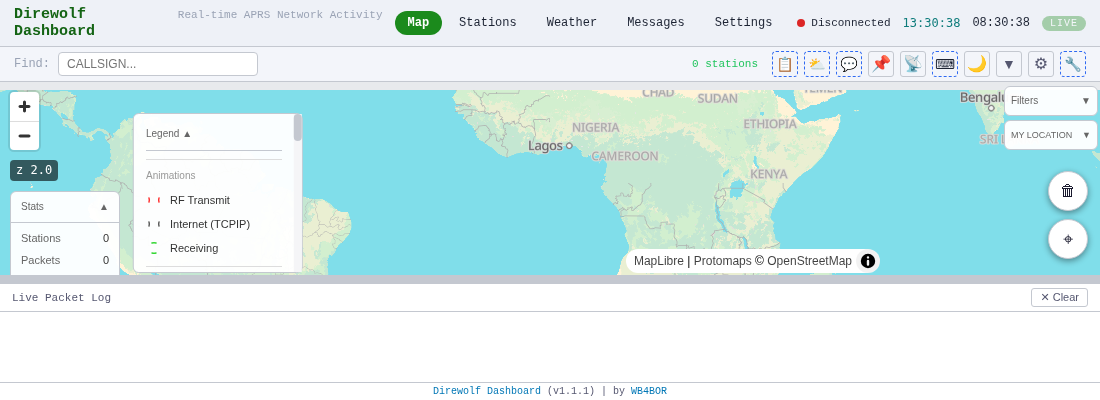 Direwolf Dashboard
Real-time APRS Network Activity
Map
Stations
Weather
Messages
Settings
Disconnected
13:30:38
08:30:38
LIVE
Find:
CALLSIGN...
0 stations
z 2.0
Stats ▲
Stations 0
Packets 0
Legend ▲
Animations
RF Transmit
Internet (TCPIP)
Receiving
CHAD
SUDAN
YEMEN
NIGERIA
ETHIOPIA
Lagos
CAMEROON
KENYA
Bengalu
SRI
Filters ▼
MY LOCATION ▼
MapLibre | Protomaps © OpenStreetMap
Live Packet Log
✕ Clear
Direwolf Dashboard (v1.1.1) | by WB4BOR